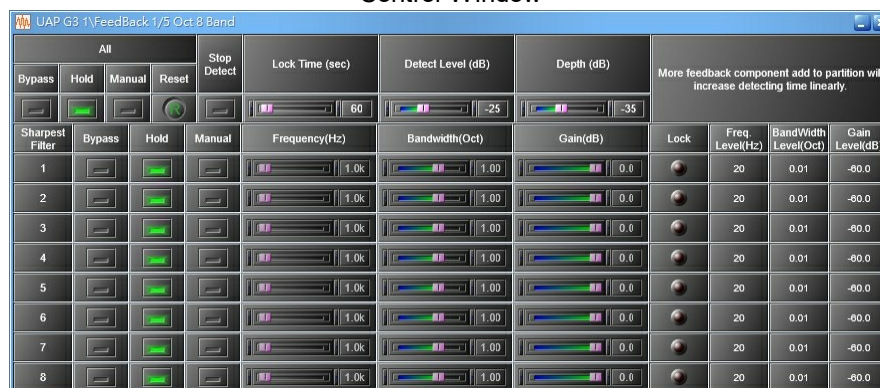 Control Window
UAP G3 1\FeedBack 1/5 Oct 8 Band
All
Stop Detect
Lock Time (sec)
Detect Level (dB)
Depth (dB)
More feedback component add to partition will
increase detecting time linearly.
Bypass Hold Manual Reset
R 60 -25 -35
Sharpest Filter Bypass Hold Manual Frequency(Hz) Bandwidth(Oct) Gain(dB) Lock Freq. Level(Hz) BandWidth Level(Oct) Gain Level(dB
1 1.0k 1.00 0.0 20 0.01 -60.0
2 1.0k 1.00 0.0 20 0.01 -60.0
3 1.0k 1.00 0.0 20 0.01 -60.0
4 1.0k 1.00 0.0 20 0.01 -60.0
5 1.0k 1.00 0.0 20 0.01 -60.0
6 1.0k 1.00 0.0 20 0.01 -60.0
7 1.0k 1.00 0.0 20 0.01 -60.0
8 1.0k 1.00 0.0 20 0.01 -60.0